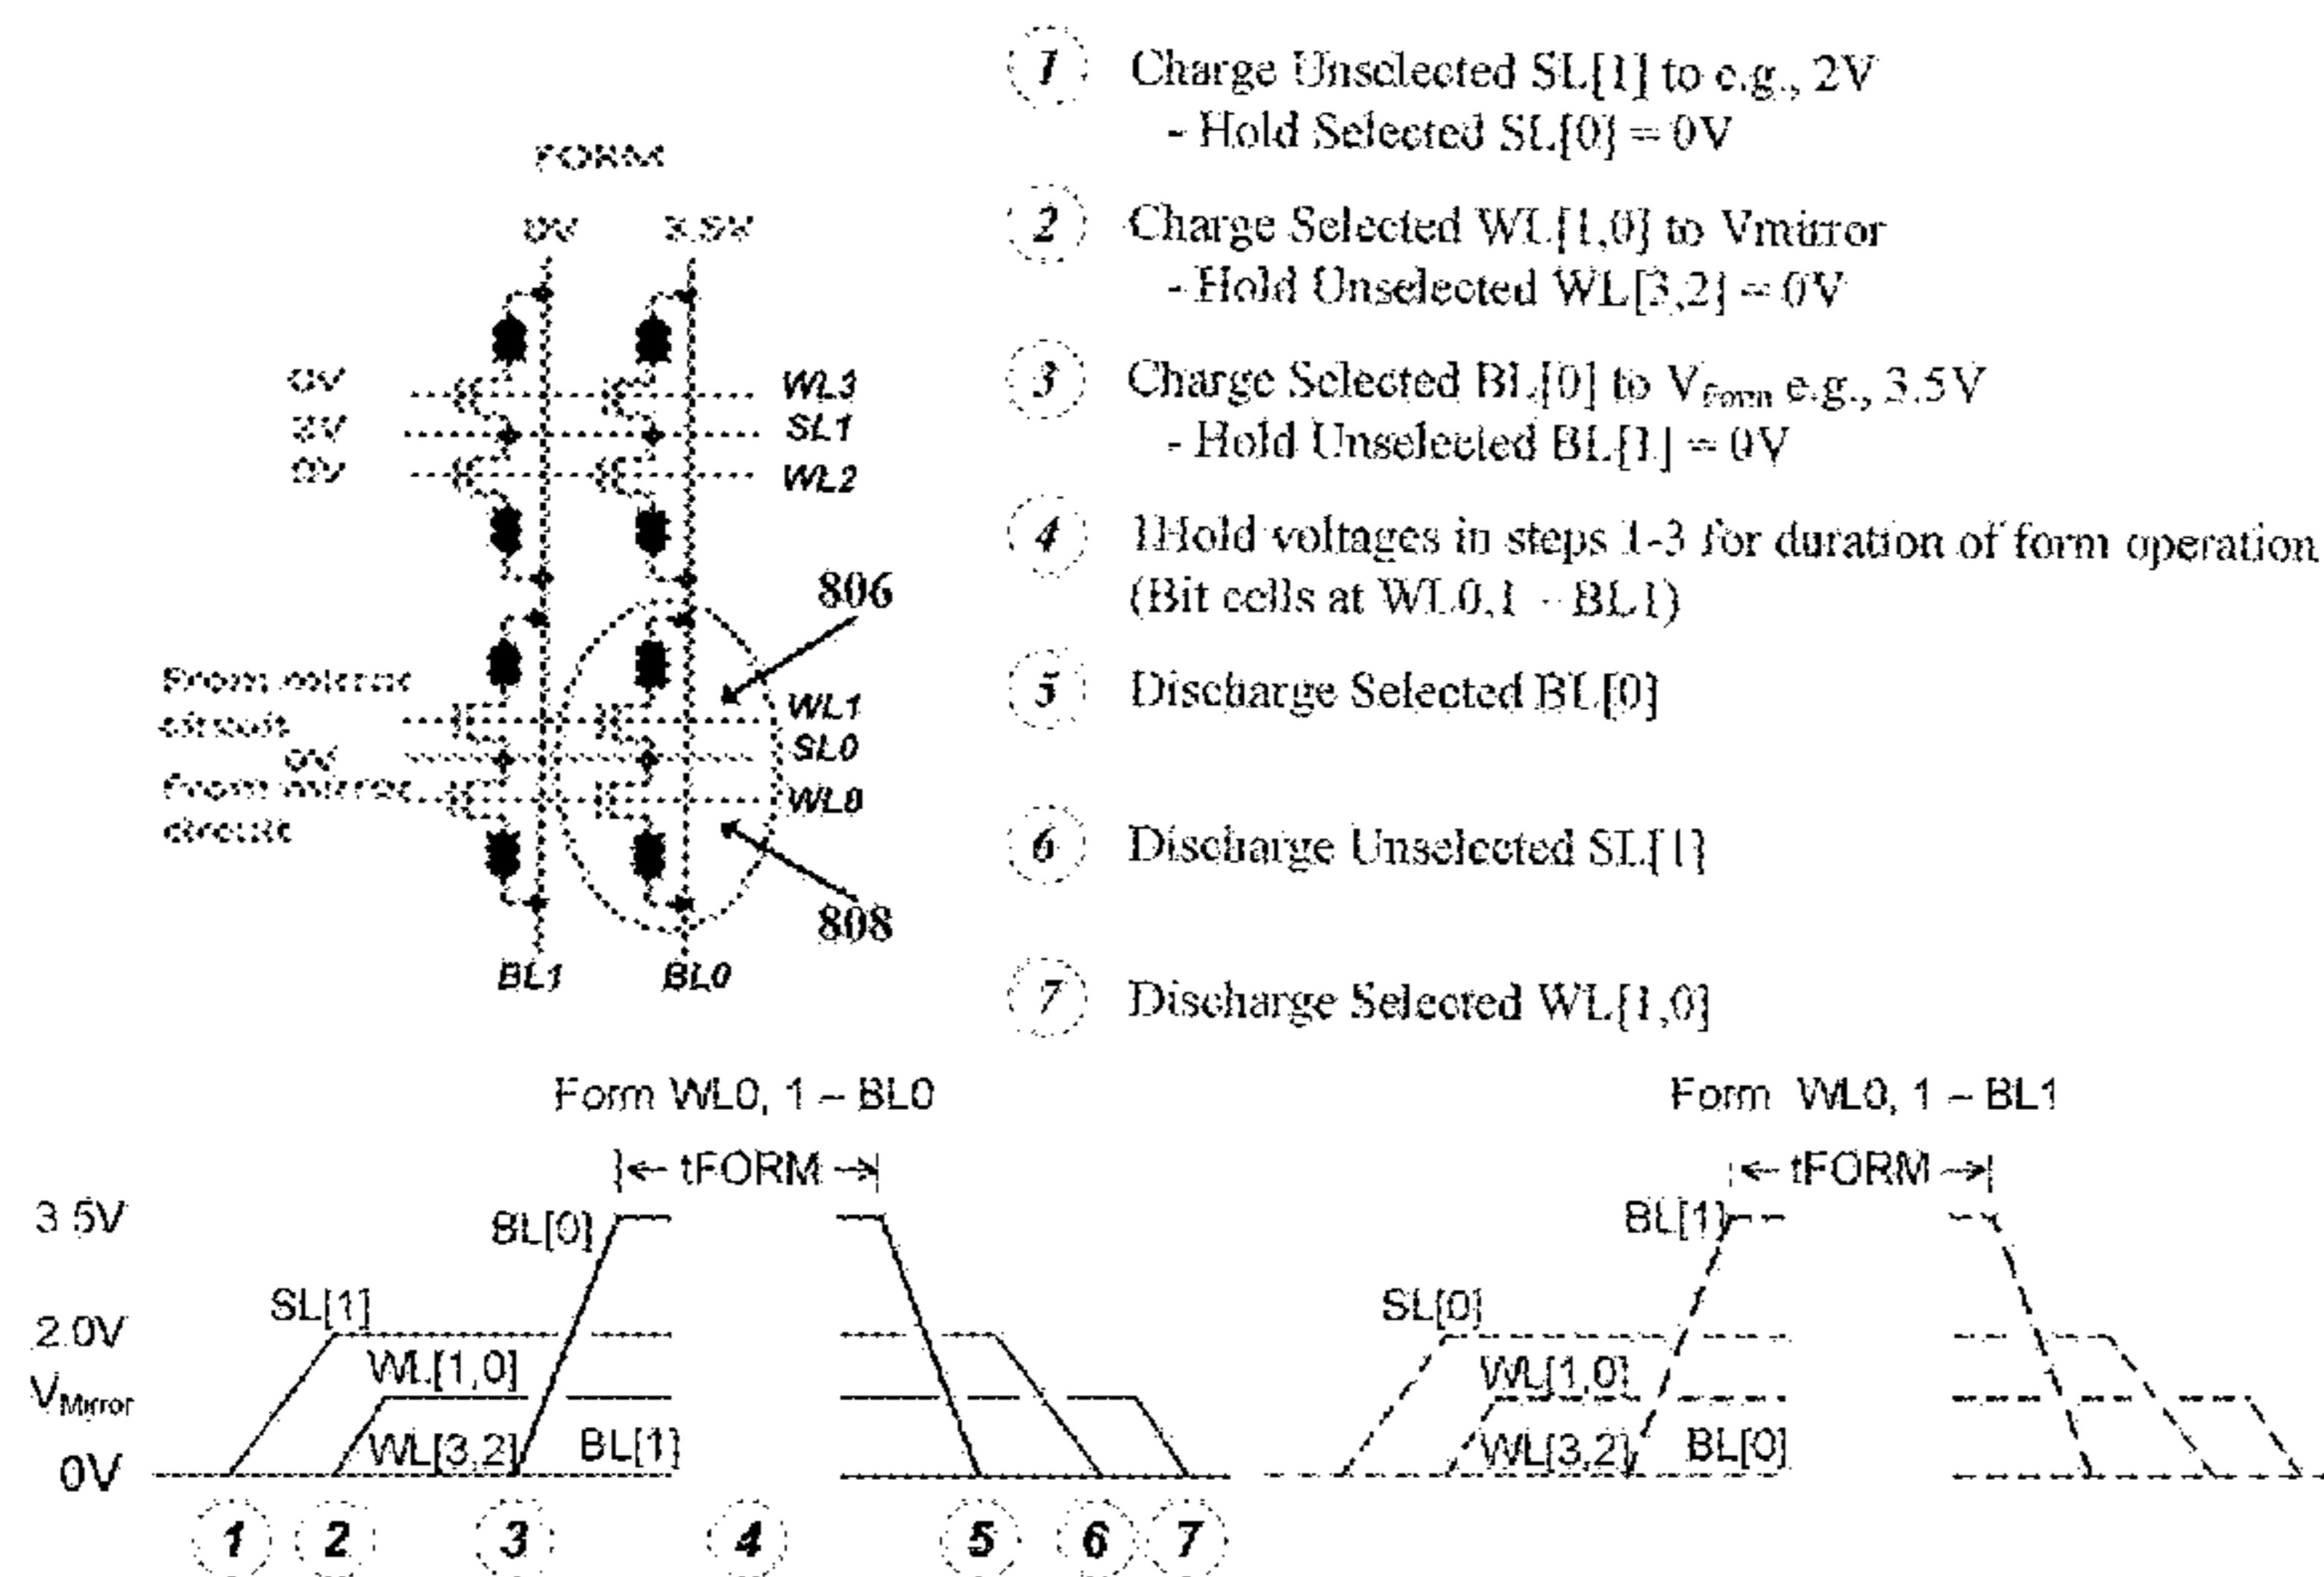 FORM
0V 3.5V
0V WL3
2V SL1
0V WL2
806
From mirror
circuit
WL1
0V SL0
From mirror
circuit
WL0
808
BL1 BL0
1 Charge Unselected SL[1] to e.g., 2V
- Hold Selected SL[0] = 0V
2 Charge Selected WL[1,0] to Vmirror
- Hold Unselected WL[3,2] = 0V
3 Charge Selected BL[0] to VForm e.g., 3.5V
- Hold Unselected BL[1] = 0V
4 1Hold voltages in steps 1-3 for duration of form operation
(Bit cells at WL0,1 - BL1)
5 Discharge Selected BL[0]
6 Discharge Unselected SL[1]
7 Discharge Selected WL[1,0]
Form WL0, 1 – BL0
tFORM
3.5V
BL[0]
SL[1]
2.0V
WL[1,0]
VMirror
WL[3,2]
BL[1]
0V
1 2 3 4 5 6 7
Form WL0, 1 – BL1
tFORM
BL[1]
SL[0]
WL[1,0]
WL[3,2]
BL[0]